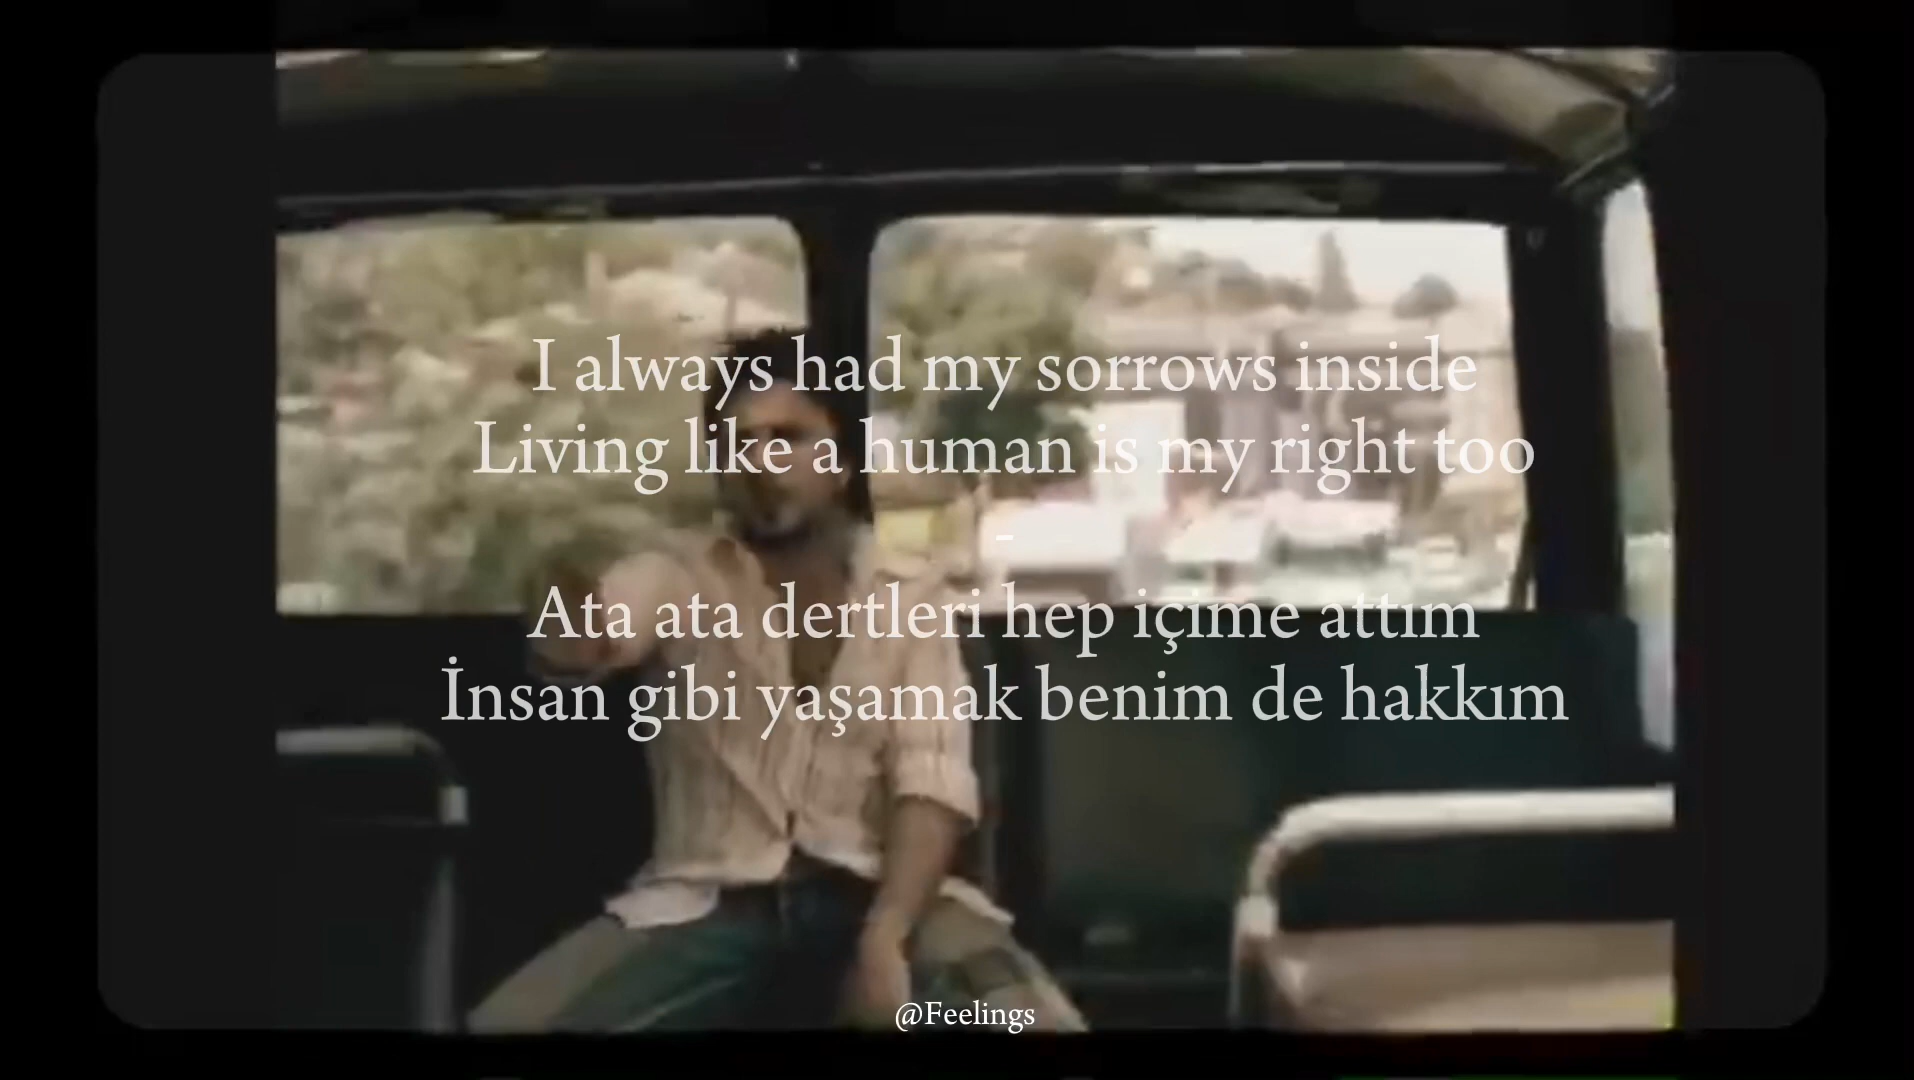 I always had my sorrows inside
Living like a human is my right too
-
Ata ata dertleri hep içime attım
İnsan gibi yaşamak benim de hakkım
@Feelings